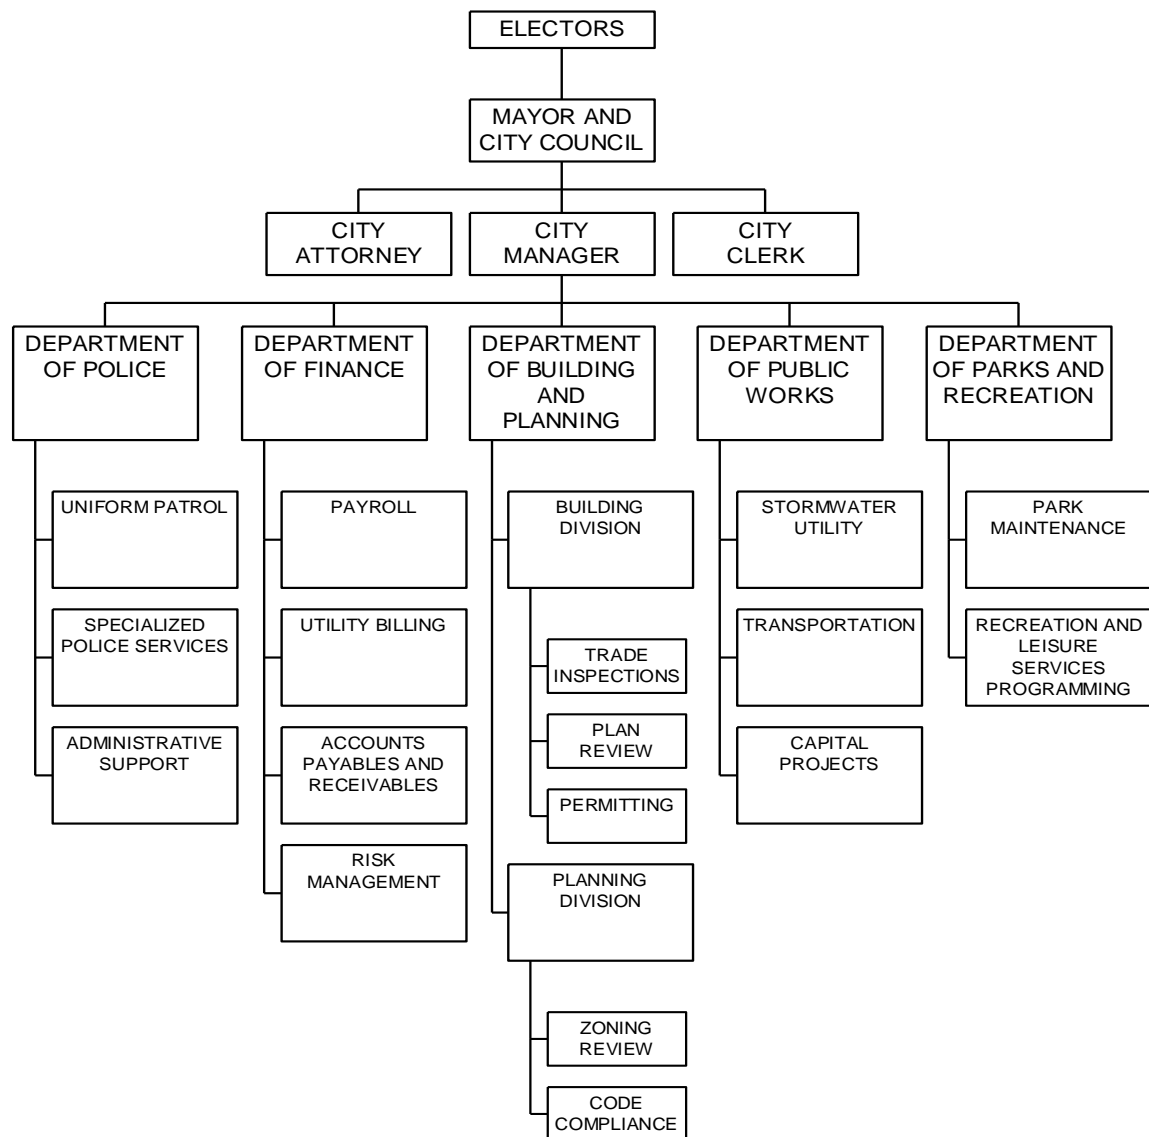 ELECTORS
MAYOR AND
CITY COUNCIL
CITY
ATTORNEY
CITY
MANAGER
CITY
CLERK
DEPARTMENT
OF POLICE
DEPARTMENT
OF FINANCE
DEPARTMENT
OF BUILDING
AND
PLANNING
DEPARTMENT
OF PUBLIC
WORKS
DEPARTMENT
OF PARKS AND
RECREATION
UNIFORM PATROL
SPECIALIZED
POLICE SERVICES
ADMINISTRATIVE
SUPPORT
PAYROLL
UTILITY BILLING
ACCOUNTS
PAYABLES AND
RECEIVABLES
RISK
MANAGEMENT
BUILDING
DIVISION
TRADE
INSPECTIONS
PLAN
REVIEW
PERMITTING
PLANNING
DIVISION
ZONING
REVIEW
CODE
COMPLIANCE
STORMWATER
UTILITY
TRANSPORTATION
CAPITAL
PROJECTS
PARK
MAINTENANCE
RECREATION AND
LEISURE
SERVICES
PROGRAMMING